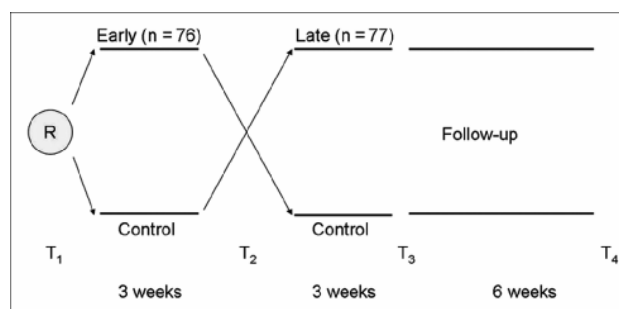 Early (n = 76) Late (n = 77)
R
Follow-up
Control Control
T1 T2 T3 T4
3 weeks 3 weeks 6 weeks